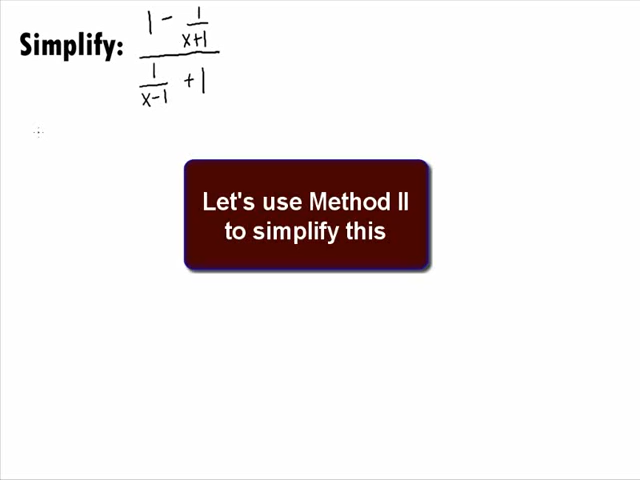 Simplify:
1 - 1
x+1
1 + 1
x-1
Let's use Method II
to simplify this